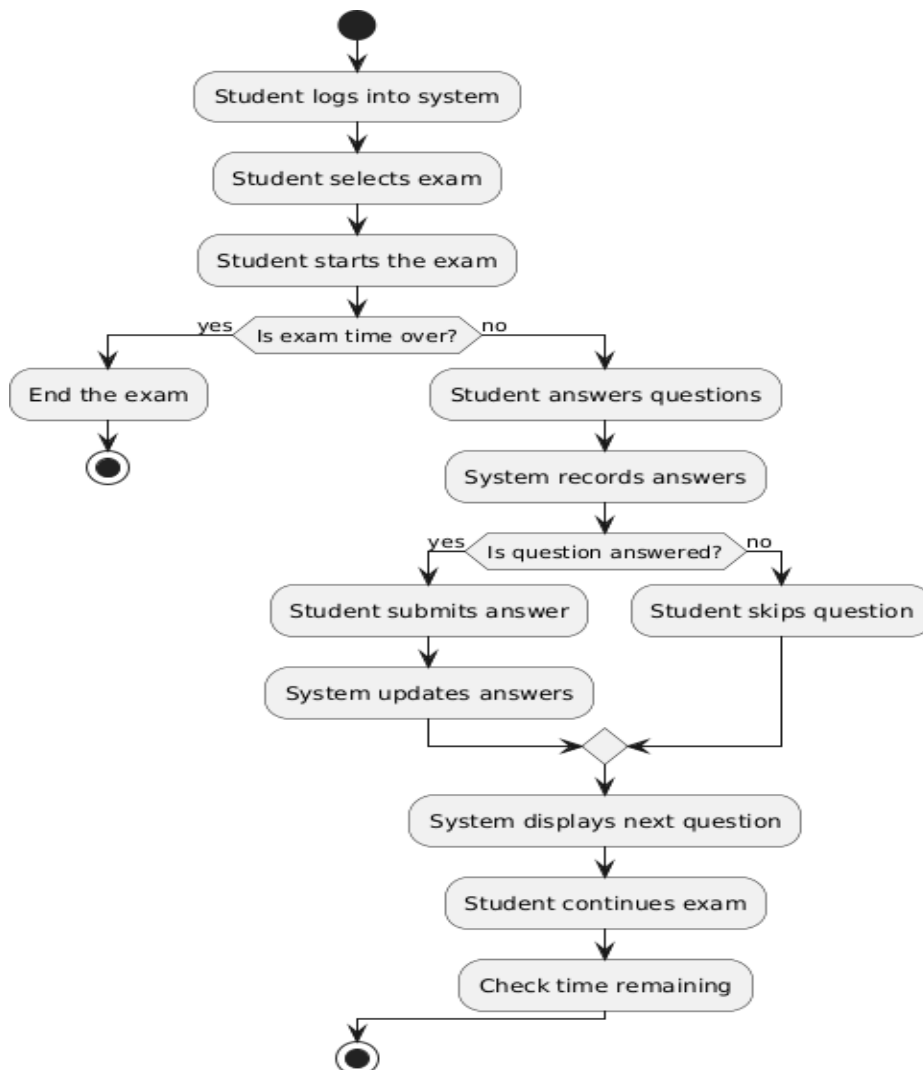 Student logs into system
Student selects exam
Student starts the exam
yes
Is exam time over?
no
End the exam
Student answers questions
System records answers
yes
Is question answered?
no
Student submits answer
Student skips question
System updates answers
System displays next question
Student continues exam
Check time remaining